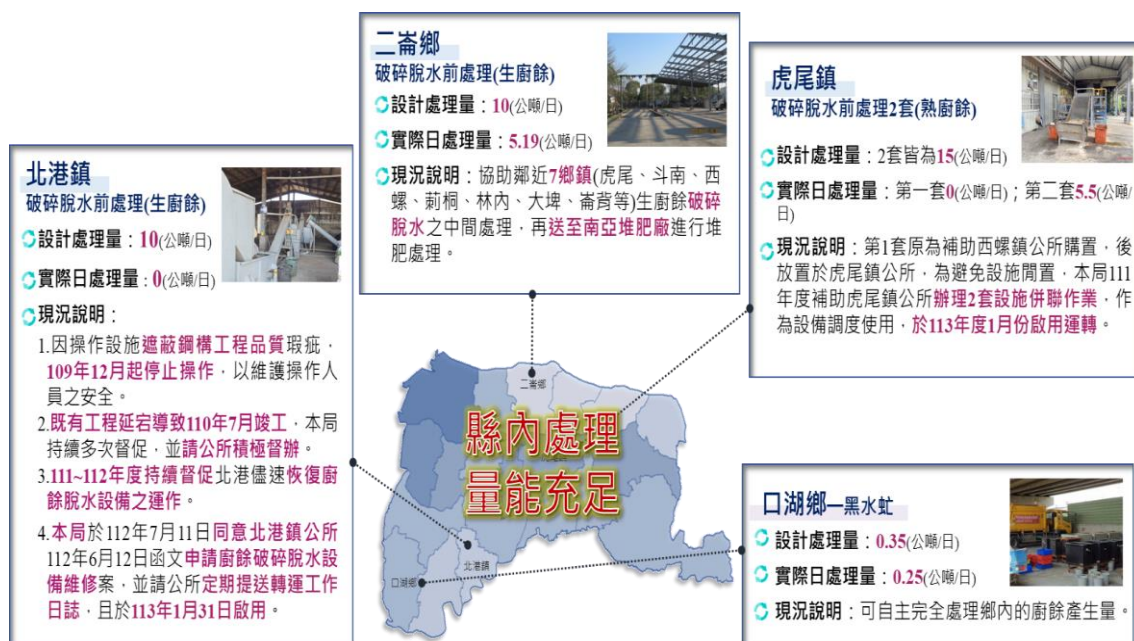 二崙鄉
破碎脫水前處理(生廚餘)
設計處理量：10(公噸/日)
實際日處理量：5.19(公噸/日)
現況說明：協助鄰近7鄉鎮(虎尾、斗南、西
螺、莿桐、林內、大埤、崙背等)生廚餘破碎
脫水之中間處理，再送至南亞堆肥廠進行堆
肥處理。
虎尾鎮
破碎脫水前處理2套(熟廚餘)
設計處理量：2套皆為15(公噸/日)
實際日處理量：第一套0(公噸/日)；第二套5.5(公噸/
日)
現況說明：第1套原為補助西螺鎮公所購置，後
放置於虎尾鎮公所，為避免設施閒置，本局111
年度補助虎尾鎮公所辦理2套設施併聯作業，作
為設備調度使用，於113年度1月份啟用運轉。
北港鎮
破碎脫水前處理(生廚餘)
設計處理量：10(公噸/日)
實際日處理量：0(公噸/日)
現況說明：
1.因操作設施遮蔽鋼構工程品質瑕疵，
109年12月起停止操作，以維護操作人
員之安全。
2.既有工程延宕導致110年7月竣工，本局
持續多次督促，並請公所積極督辦。
3.111~112年度持續督促北港儘速恢復廚
餘脫水設備之運作。
4.本局於112年7月11日同意北港鎮公所
112年6月12日函文申請廚餘破碎脫水設
備維修案，並請公所定期提送轉運工作
日誌，且於113年1月31日啟用。
二崙鄉
縣內處理
量能充足
北港鎮
口湖鄉
口湖鄉—黑水虻
設計處理量：0.35(公噸/日)
實際處理量：0.25(公噸/日)
現況說明：可自主完全處理鄉內的廚餘產生量。